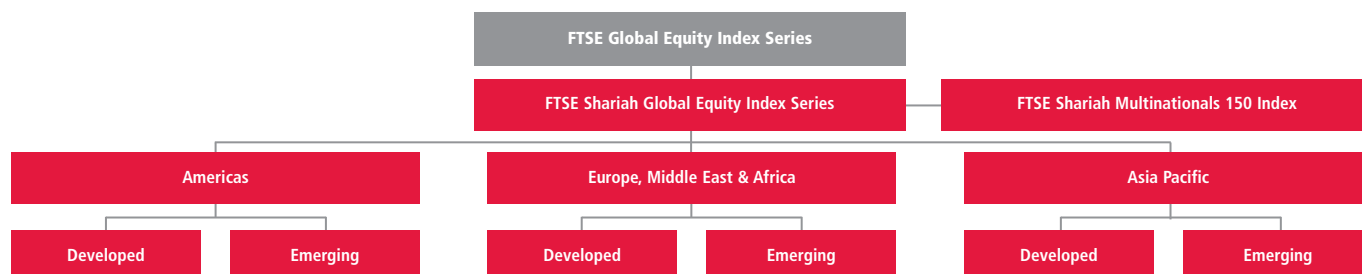 FTSE Global Equity Index Series
FTSE Shariah Global Equity Index Series
FTSE Shariah Multinationals 150 Index
Americas
Europe, Middle East & Africa
Asia Pacific
Developed
Emerging
Developed
Emerging
Developed
Emerging